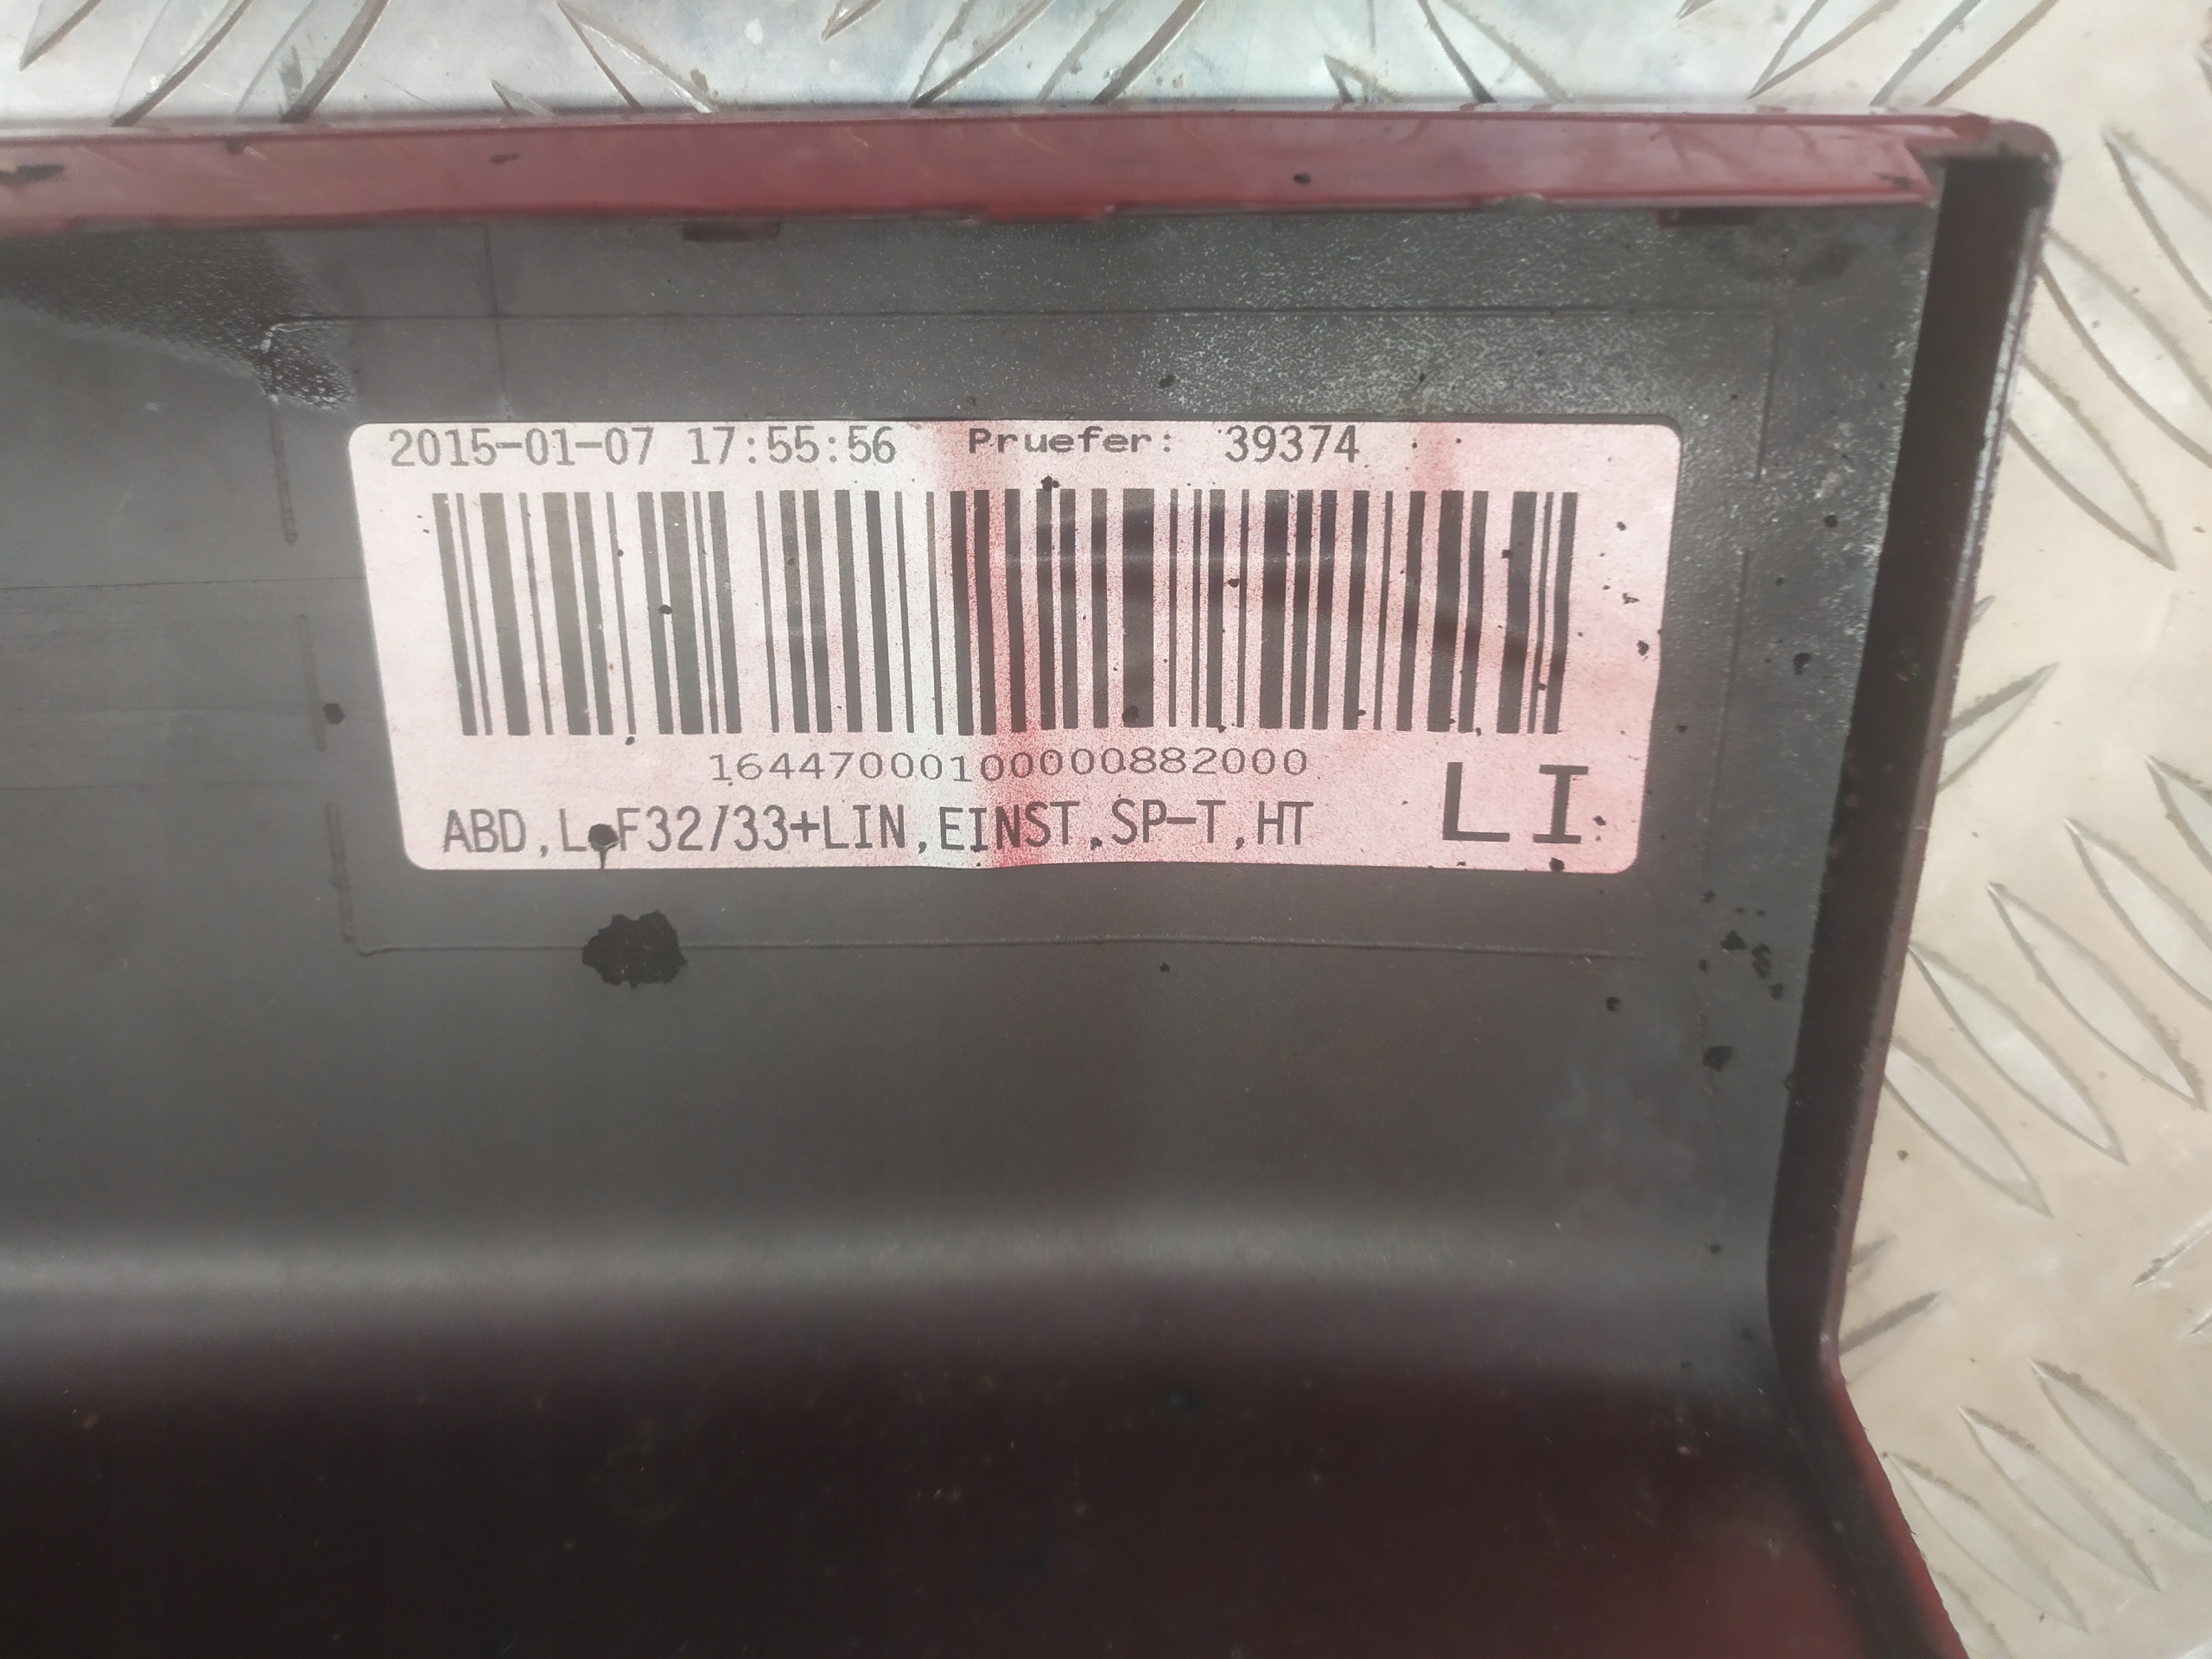 2015-01-07 17:55:56 Pruefer: 39374
16447000100000882000
ABD,L.F32/33+LIN,EINST,SP-T,HT
LI